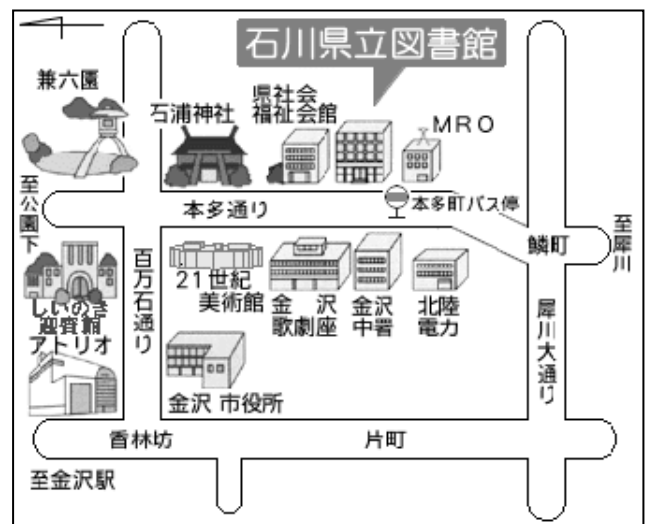 石川県立図書館
兼六園
石浦神社
県社会
福祉会館
MRO
至公園下
本多通り
本多町バス停
鱗町
至犀川
百万石通り
21世紀
美術館
金沢
歌劇座
金沢
中署
北陸
電力
犀川大通り
しいのき
迎賓館
アトリオ
金沢市役所
香林坊
片町
至金沢駅